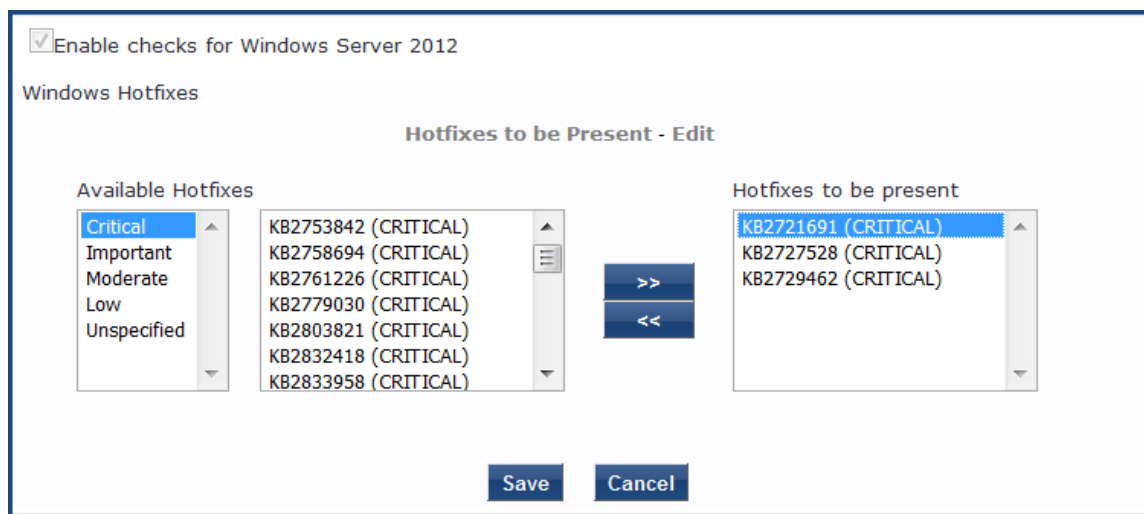 Enable checks for Windows Server 2012
Windows Hotfixes
Hotfixes to be Present - Edit
Available Hotfixes
Critical
Important
Moderate
Low
Unspecified
KB2753842 (CRITICAL)
KB2758694 (CRITICAL)
KB2761226 (CRITICAL)
KB2779030 (CRITICAL)
KB2803821 (CRITICAL)
KB2832418 (CRITICAL)
KB2833958 (CRITICAL)
>>
<<
Hotfixes to be present
KB2721691 (CRITICAL)
KB2727528 (CRITICAL)
KB2729462 (CRITICAL)
Save Cancel